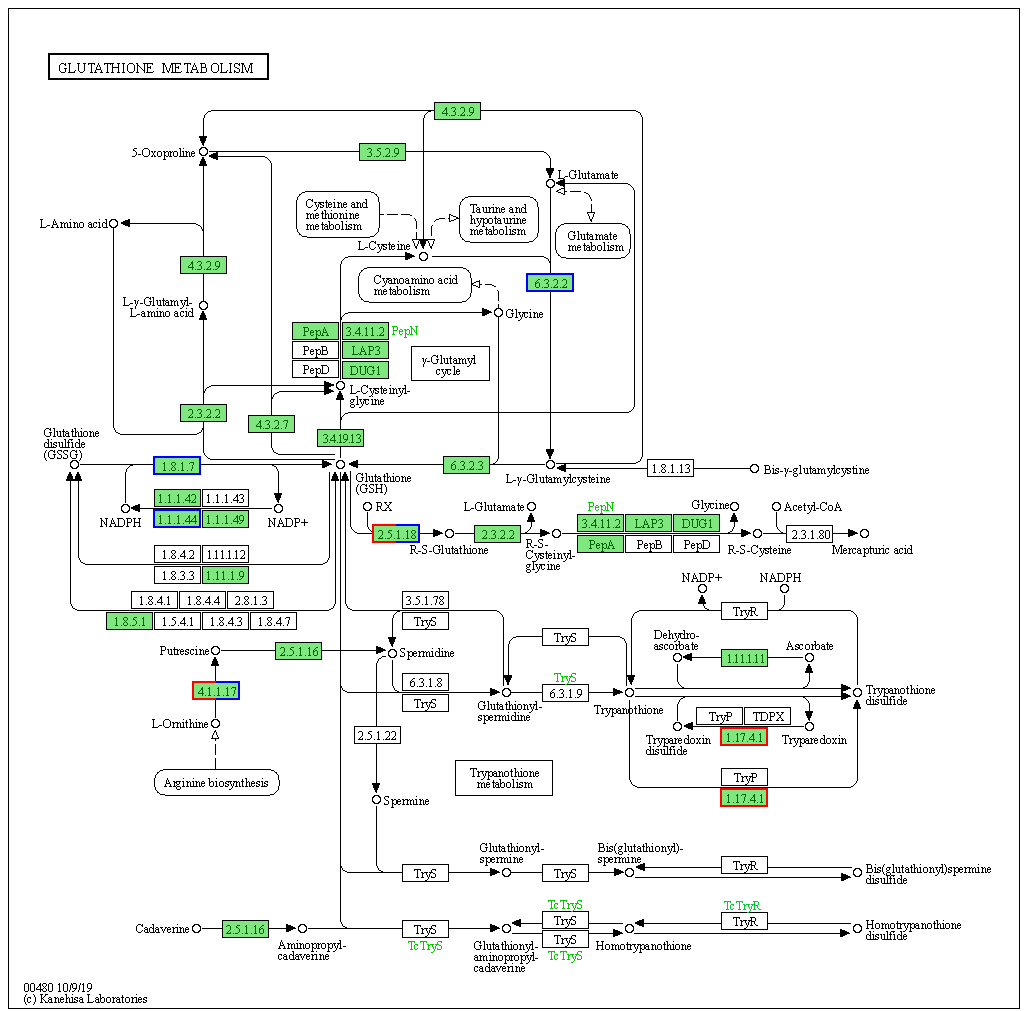 GLUTATHIONE METABOLISM
4.3.2.9
5-Oxoproline
3.5.2.9
L-Glutamate
Cysteine and
methionine
metabolism
Taurine and
hypotaurine
metabolism
L-Amino acid
Glutamate
metabolism
L-Cysteine
4.3.2.9
Cyanoamino acid
metabolism
6.3.2.2
L-γ-Glutamyl-
L-amino acid
Glycine
PepA
3.4.11.2
PepN
PepB
LAP3
γ-Glutamyl
cycle
PepD
DUG1
L-Cysteinyl-
glycine
2.3.2.2
4.3.2.7
3.4.19.13
Glutathione
disulfide
(GSSG)
1.8.1.7
Glutathione
(GSH)
6.3.2.3
L-γ-Glutamylcysteine
1.8.1.13
Bis-γ-glutamylcystine
1.1.1.42
1.1.1.43
NADPH
1.1.1.44
1.1.1.49
NADP+
RX
L-Glutamate
PepN
Glycine
Acetyl-CoA
2.5.1.18
R-S-Glutathione
2.3.2.2
R-S-
Cysteinyl-
glycine
3.4.11.2
LAP3
DUG1
PepA
PepB
PepD
R-S-Cysteine
2.3.1.80
Mercapturic acid
1.8.4.2
1.11.1.12
1.8.3.3
1.11.1.9
1.8.4.1
1.8.4.4
2.8.1.3
1.8.5.1
1.5.4.1
1.8.4.3
1.8.4.7
3.5.1.78
TryS
NADP+
NADPH
TryR
Putrescine
2.5.1.16
Spermidine
TryS
Dehydro-
ascorbate
Ascorbate
1.11.1.11
4.1.1.17
6.3.1.8
TryS
Glutathionyl-
spermidine
TryS
6.3.1.9
Trypanothione
Trypanothione
disulfide
L-Ornithine
2.5.1.22
TryP
TDPX
Tryparedoxin
disulfide
1.17.4.1
Tryparedoxin
Arginine biosynthesis
Trypanothione
metabolism
TryP
1.17.4.1
Spermine
Glutathionyl-
spermine
Bis(glutathionyl)-
spermine
TryS
TryS
TryR
Bis(glutathionyl)spermine
disulfide
Cadaverine
2.5.1.16
Aminopropyl-
cadaverine
TryS
TcTryS
Glutathionyl-
aminopropyl-
cadaverine
TcTryS
TryS
TryS
TcTryS
Homotrypanothione
TcTryR
TryR
Homotrypanothione
disulfide
00480 10/9/19
(c) Kanehisa Laboratories